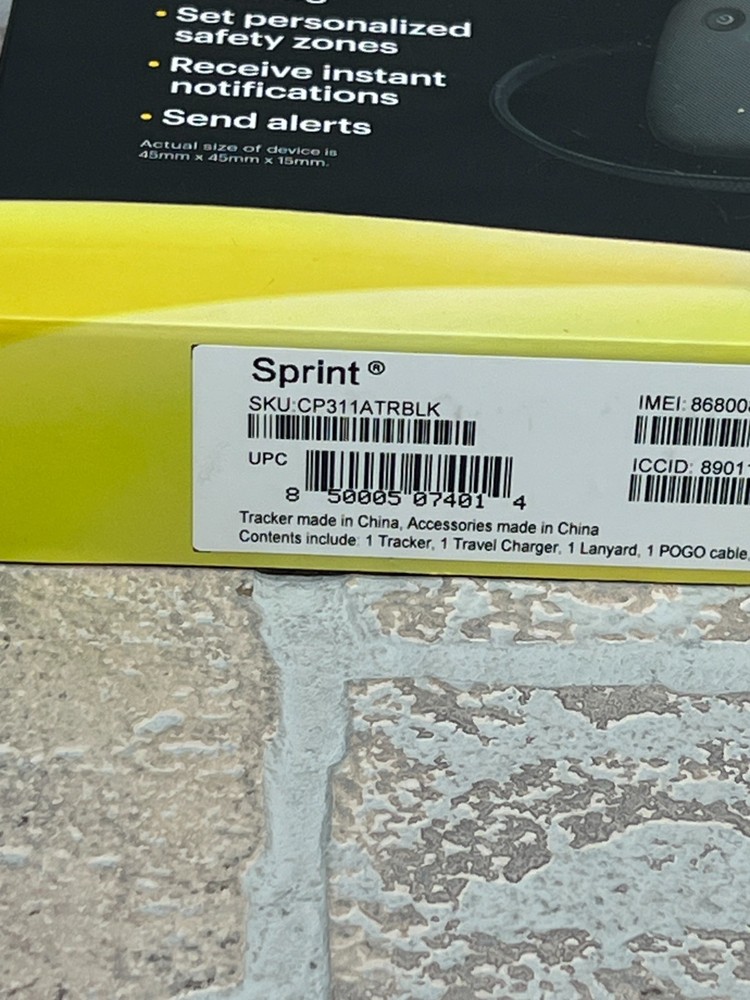 • Set personalized
safety zones
• Receive instant
notifications
• Send alerts
Actual size of device is
45mm x 45mm x 15mm.
Sprint ®
SKU:CP311ATRBLK
UPC
8 50005 07401 4
IMEI: 86800
ICCID: 8901
Tracker made in China, Accessories made in China
Contents include: 1 Tracker, 1 Travel Charger, 1 Lanyard, 1 POGO cable,